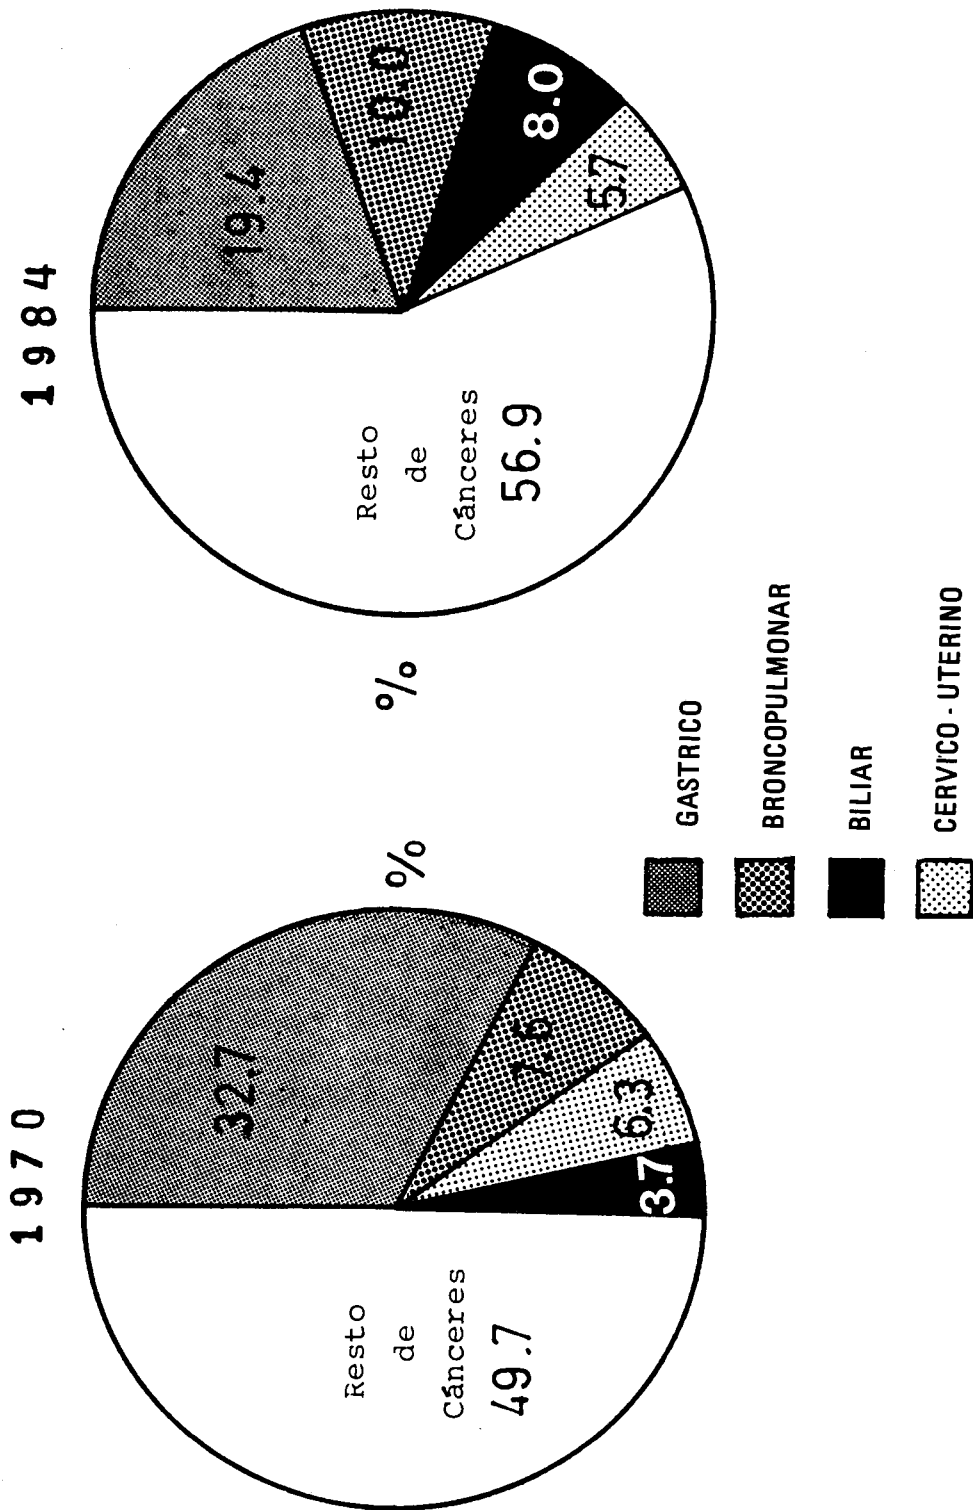 1970
32.7
7.6
6.3
3.7
Resto
de
Cánceres
49.7
%
1984
19.4
10.0
8.0
5.7
Resto
de
Cánceres
56.9
%
GASTRICO
BRONCOPULMONAR
BILIAR
CERVICO - UTERINO